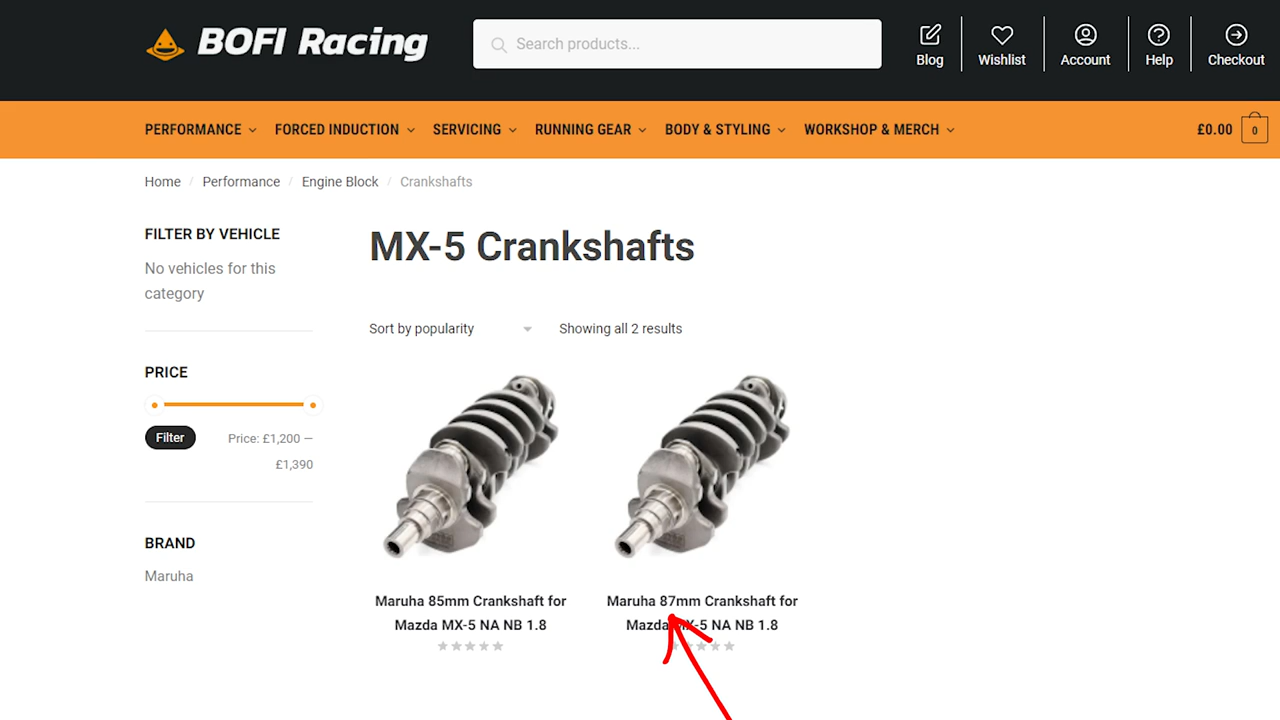 BOFI Racing
Search products...
Blog
Wishlist
Account
Help
Checkout
PERFORMANCE
FORCED INDUCTION
SERVICING
RUNNING GEAR
BODY & STYLING
WORKSHOP & MERCH
£0.00
0
Home / Performance / Engine Block / Crankshafts
FILTER BY VEHICLE
No vehicles for this
category
PRICE
Filter
Price: £1,200 —
£1,390
BRAND
Maruha
MX-5 Crankshafts
Sort by popularity
Showing all 2 results
Maruha 85mm Crankshaft for
Mazda MX-5 NA NB 1.8
Maruha 87mm Crankshaft for
Mazda MX-5 NA NB 1.8